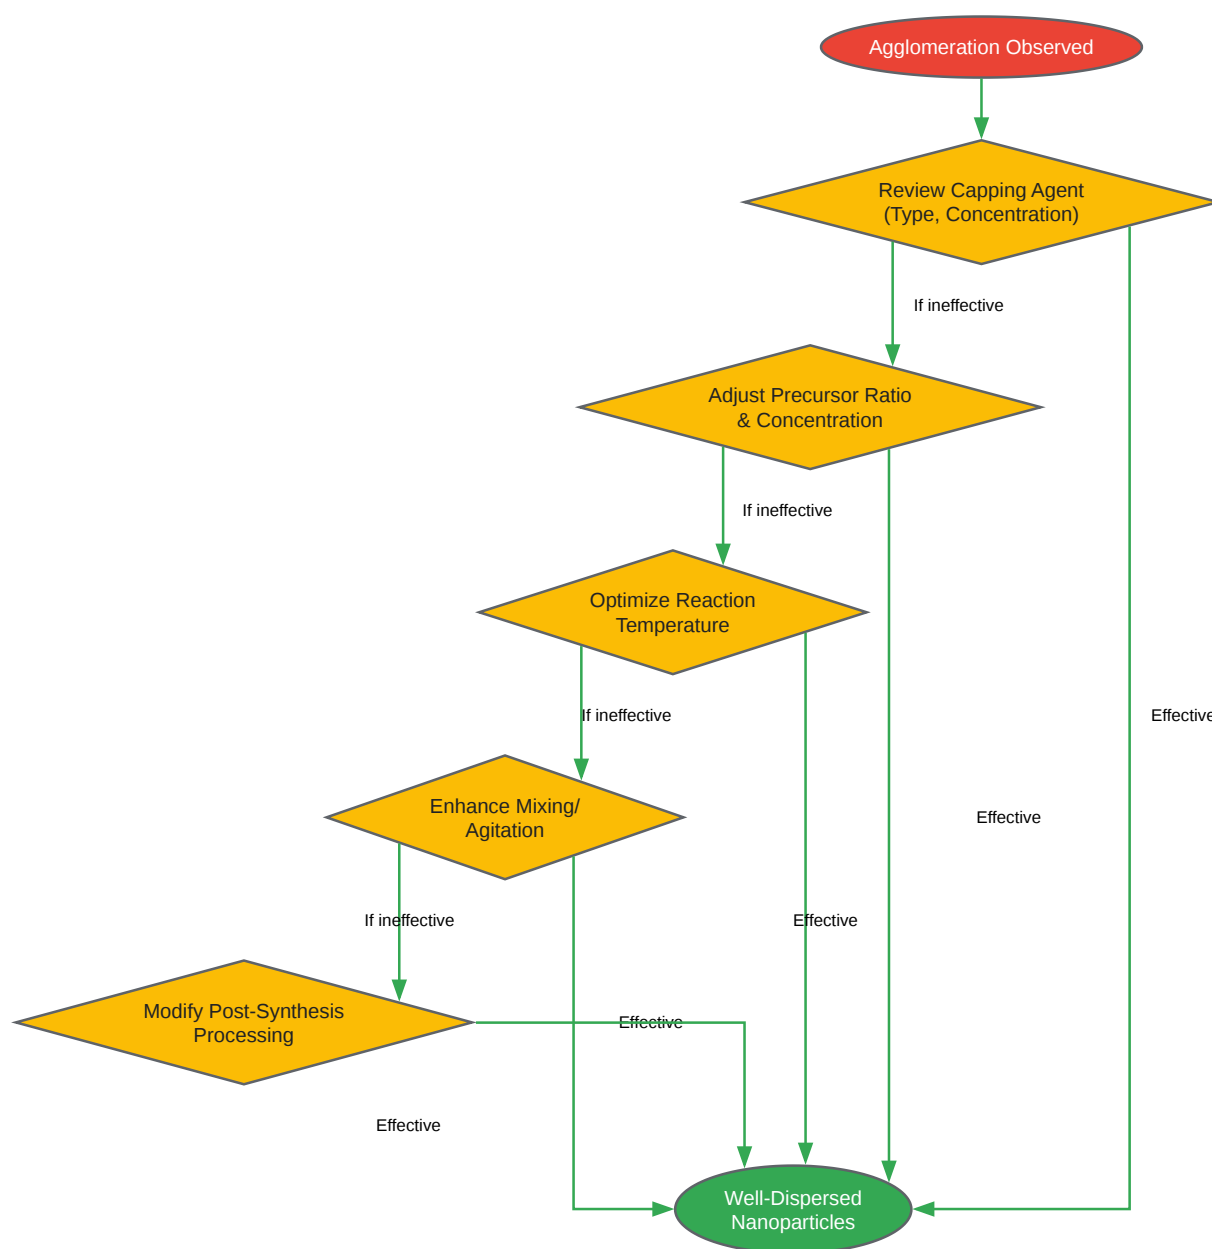 Agglomeration Observed
Review Capping Agent
(Type, Concentration)
If ineffective
Adjust Precursor Ratio
& Concentration
If ineffective
Optimize Reaction
Temperature
If ineffective
Effective
Enhance Mixing/
Agitation
Effective
If ineffective
Effective
Modify Post-Synthesis
Processing
Effective
Effective
Well-Dispersed
Nanoparticles